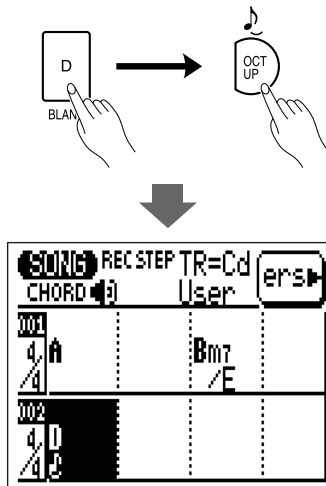 D
BLAN
OCT
UP
SONG REC STEP TR=Cd ers
CHORD User
001
4/4 A Bm7
/E
002
4/4 D